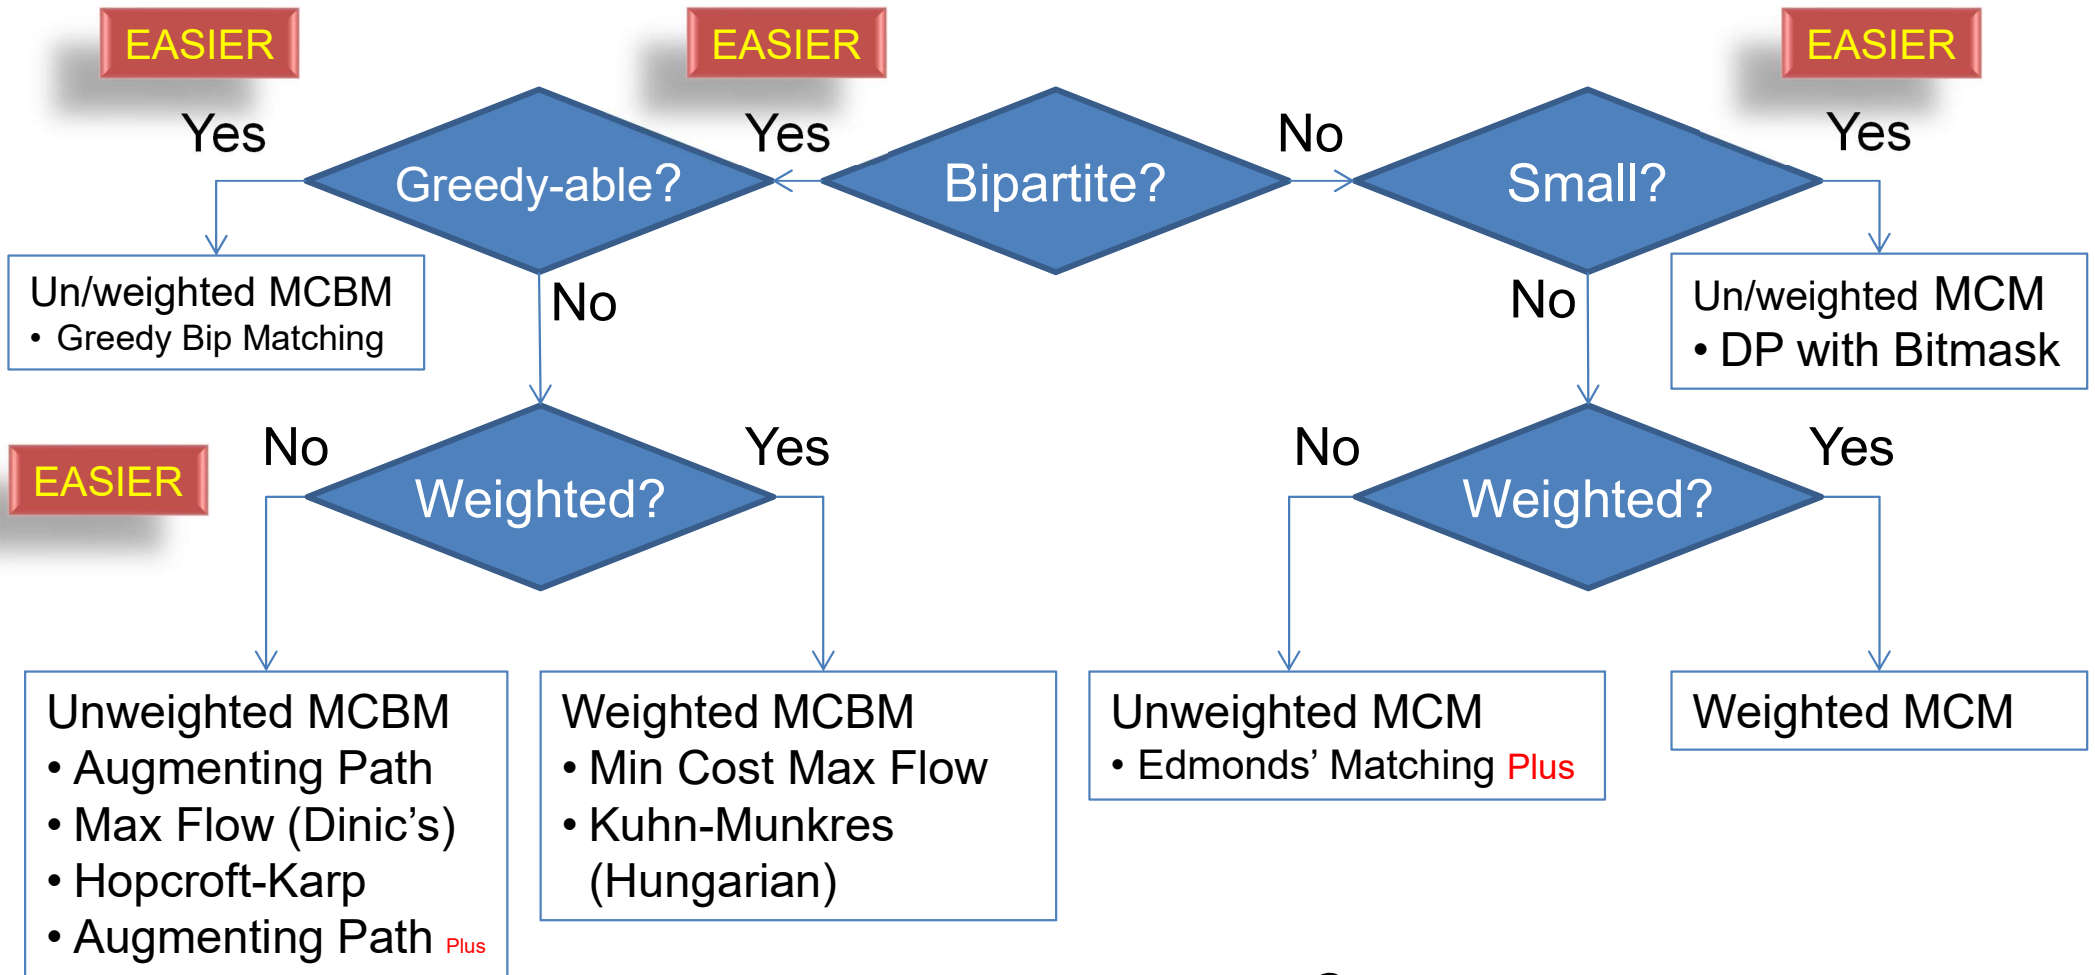 EASIER
EASIER
EASIER
Yes
Yes
No
Yes
Greedy-able?
Bipartite?
Small?
Un/weighted MCBM
• Greedy Bip Matching
No
No
Un/weighted MCM
• DP with Bitmask
EASIER
No
Yes
No
Yes
Weighted?
Weighted?
Unweighted MCBM
• Augmenting Path
• Max Flow (Dinic’s)
• Hopcroft-Karp
• Augmenting Path Plus
Weighted MCBM
• Min Cost Max Flow
• Kuhn-Munkres
(Hungarian)
Unweighted MCM
• Edmonds’ Matching Plus
Weighted MCM